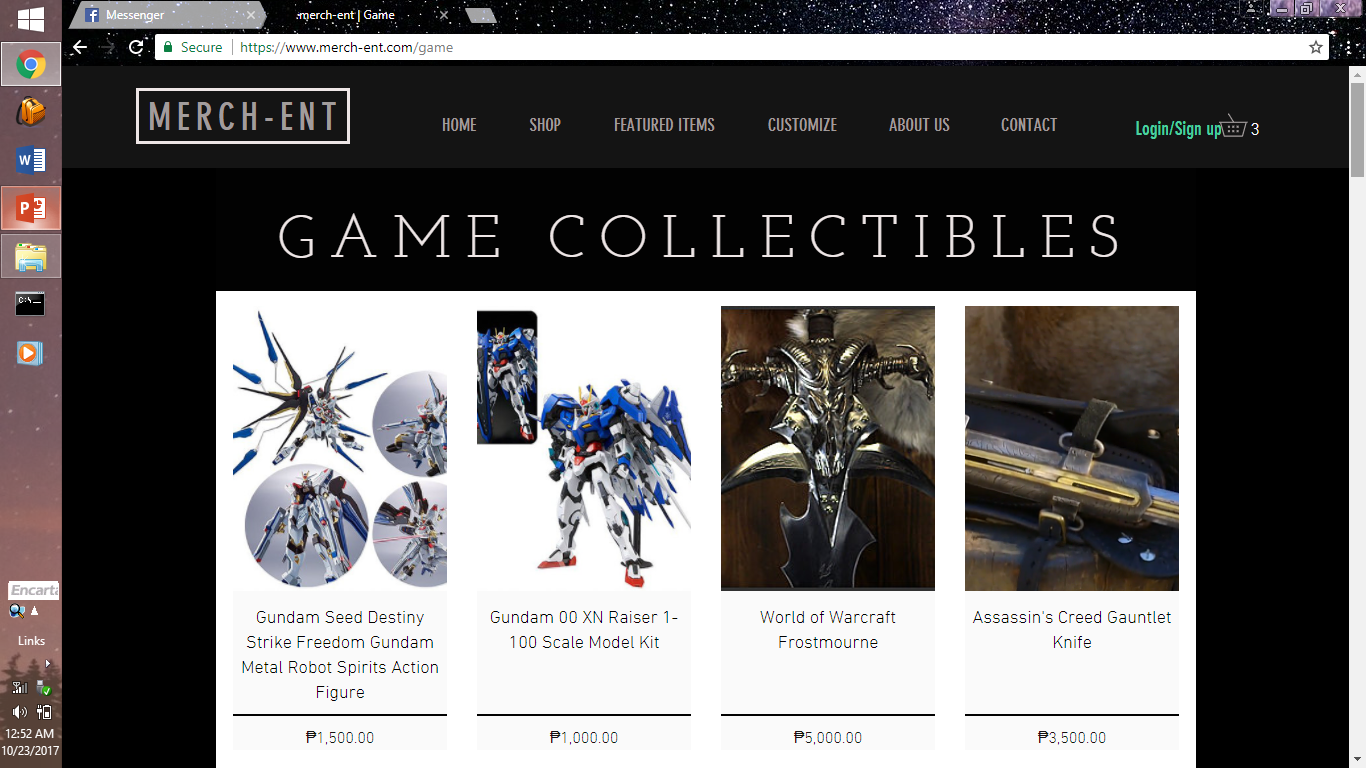 Messenger
merch-ent | Game
Secure
https://www.merch-ent.com/game
MERCH-ENT
HOME
SHOP
FEATURED ITEMS
CUSTOMIZE
ABOUT US
CONTACT
Login/Sign up
3
GAME COLLECTIBLES
Gundam Seed Destiny
Strike Freedom Gundam
Metal Robot Spirits Action
Figure
₱1,500.00
Gundam 00 XN Raiser 1-
100 Scale Model Kit
₱1,000.00
World of Warcraft
Frostmourne
₱5,000.00
Assassin's Creed Gauntlet
Knife
₱3,500.00
Encarta
Links
12:52 AM
10/23/2017